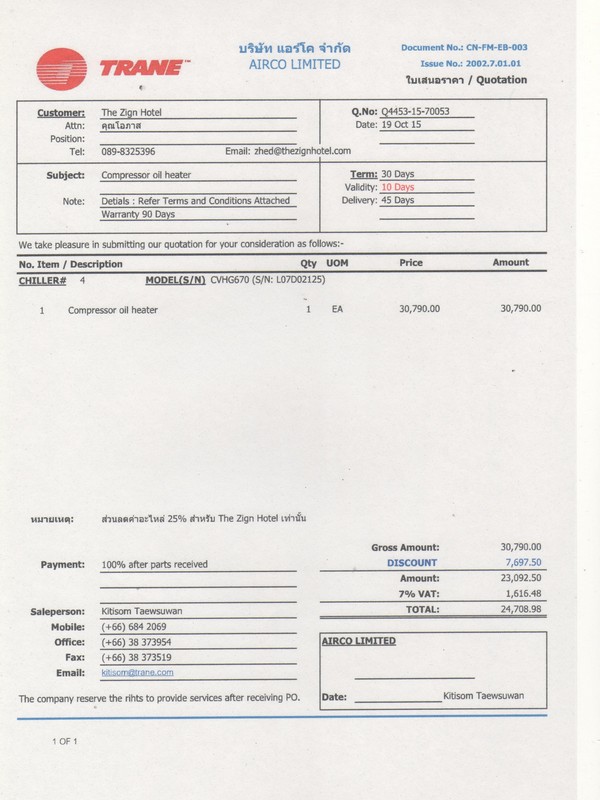 TRANE™
บริษัท แอร์โค จำกัด
AIRCO LIMITED
Document No.: CN-FM-EB-003
Issue No.: 2002.7.01.01
ใบเสนอราคา / Quotation
Customer: The Zign Hotel
Attn: คุณโอภาส
Position:
Tel: 089-8325396 Email: zhed@thezignhotel.com
Q.No: Q4453-15-70053
Date: 19 Oct 15
Subject: Compressor oil heater
Note: Detials : Refer Terms and Conditions Attached
Warranty 90 Days
Term: 30 Days
Validity: 10 Days
Delivery: 45 Days
We take pleasure in submitting our quotation for your consideration as follows:-
No. Item / Description Qty UOM Price Amount
CHILLER# 4 MODEL(S/N) CVHG670 (S/N: L07D02125)
1 Compressor oil heater 1 EA 30,790.00 30,790.00
หมายเหตุ: ส่วนลดค่าอะไหล่ 25% สำหรับ The Zign Hotel เท่านั้น
Gross Amount: 30,790.00
DISCOUNT 7,697.50
Amount: 23,092.50
7% VAT: 1,616.48
TOTAL: 24,708.98
Payment: 100% after parts received
Saleperson: Kitisom Taewsuwan
Mobile: (+66) 684 2069
Office: (+66) 38 373954
Fax: (+66) 38 373519
Email: kitisom@trane.com
AIRCO LIMITED
Date: Kitisom Taewsuwan
The company reserve the rihts to provide services after receiving PO.
1 OF 1